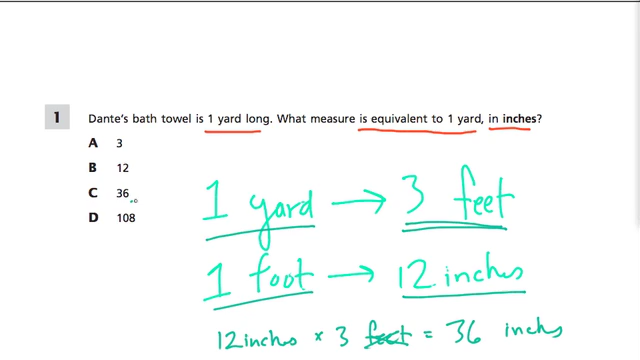 1 Dante's bath towel is 1 yard long. What measure is equivalent to 1 yard, in inches?
A 3
B 12
C 36
D 108
1 yard → 3 feet
1 foot → 12 inches
12 inches × 3 feet = 36 inches